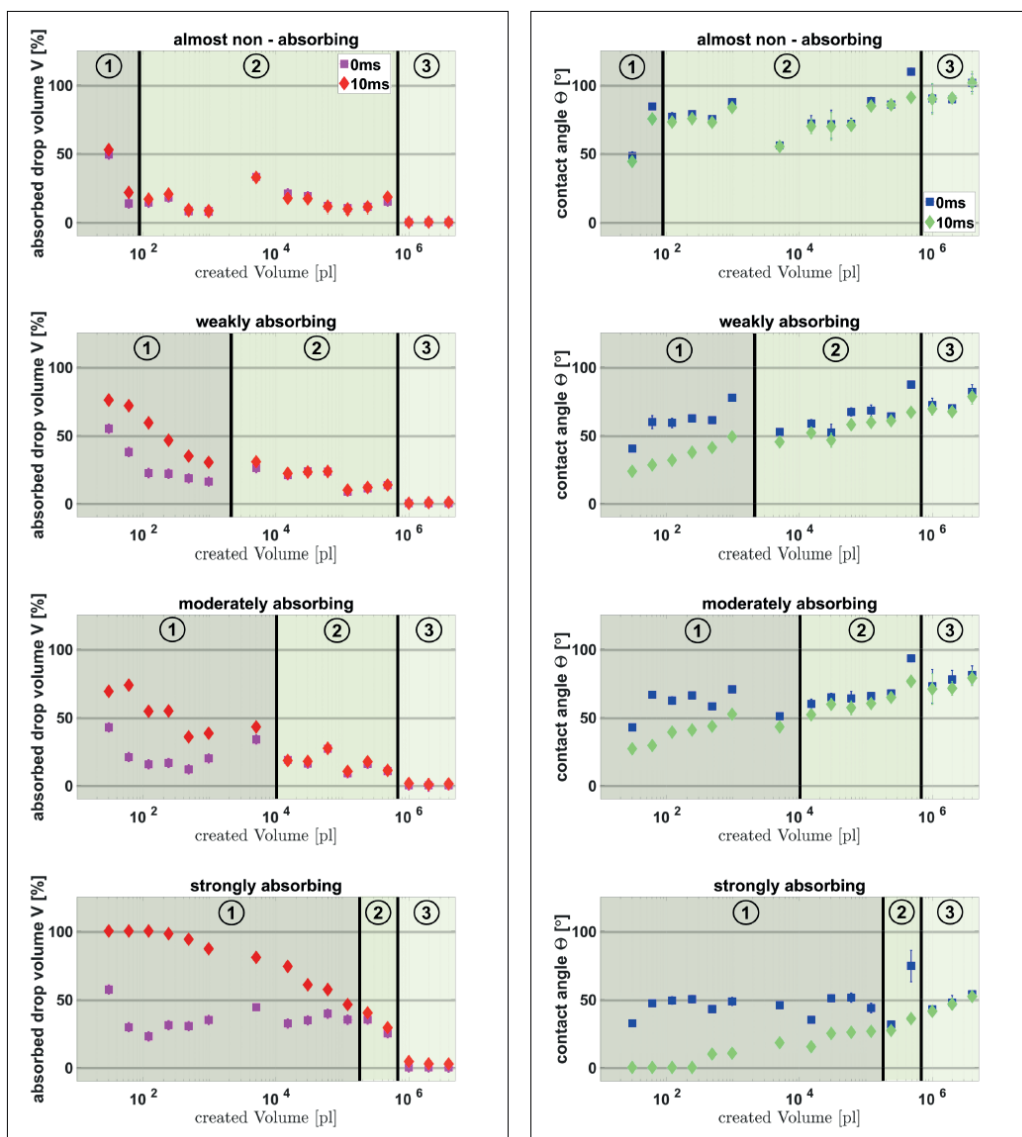 almost non - absorbing
absorbed drop volume V [%]
100
50
0
① ② ③
0ms
10ms
10 2 10 4 10 6
created Volume [pl]
weakly absorbing
absorbed drop volume V [%]
100
50
0
① ② ③
10 2 10 4 10 6
created Volume [pl]
moderately absorbing
absorbed drop volume V [%]
100
50
0
① ② ③
10 2 10 4 10 6
created Volume [pl]
strongly absorbing
absorbed drop volume V [%]
100
50
0
① ② ③
10 2 10 4 10 6
created Volume [pl]
almost non - absorbing
contact angle Θ [°]
100
50
0
① ② ③
0ms
10ms
10 2 10 4 10 6
created Volume [pl]
weakly absorbing
contact angle Θ [°]
100
50
0
① ② ③
10 2 10 4 10 6
created Volume [pl]
moderately absorbing
contact angle Θ [°]
100
50
0
① ② ③
10 2 10 4 10 6
created Volume [pl]
strongly absorbing
contact angle Θ [°]
100
50
0
① ② ③
10 2 10 4 10 6
created Volume [pl]